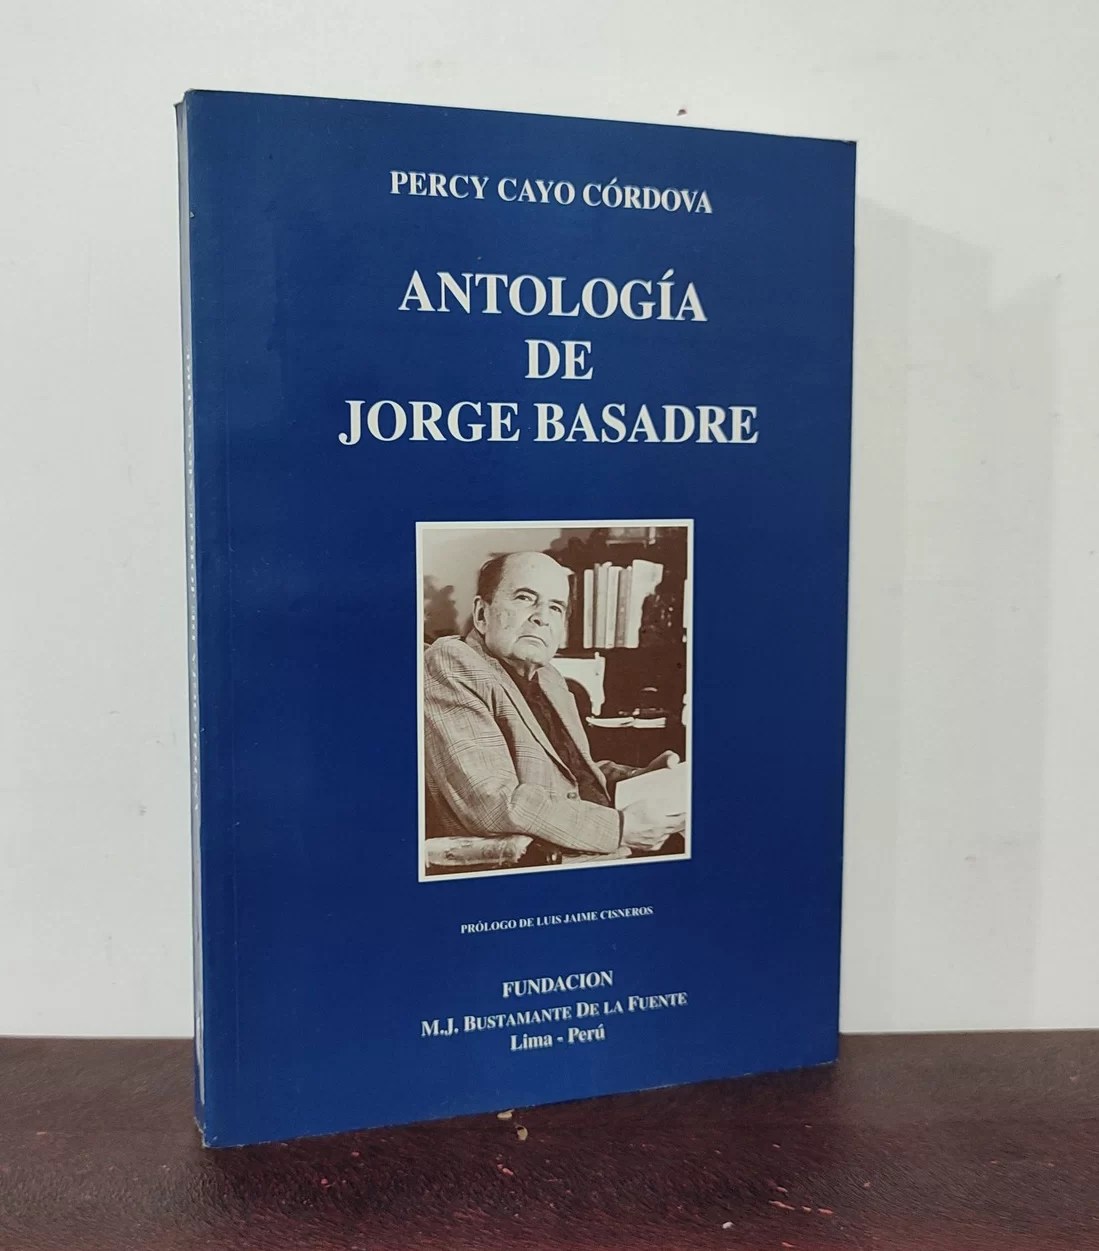 PERCY CAYO CÓRDOVA
ANTOLOGÍA
DE
JORGE BASADRE
PRÓLOGO DE LUIS JAIME CISNEROS
FUNDACION
M.J. BUSTAMANTE DE LA FUENTE
Lima - Perú